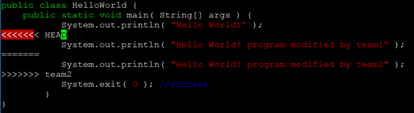 public class HelloWorld {
public static void main( String[] args ) {
System.out.println( "Hello World!" );
<<<<<<< HEAD
System.out.println( "Hello World! program modified by team1" );
=======
System.out.println( "Hello World! program modified by team2" );
>>>>>>> team2
System.exit( 0 ); //success
}
}